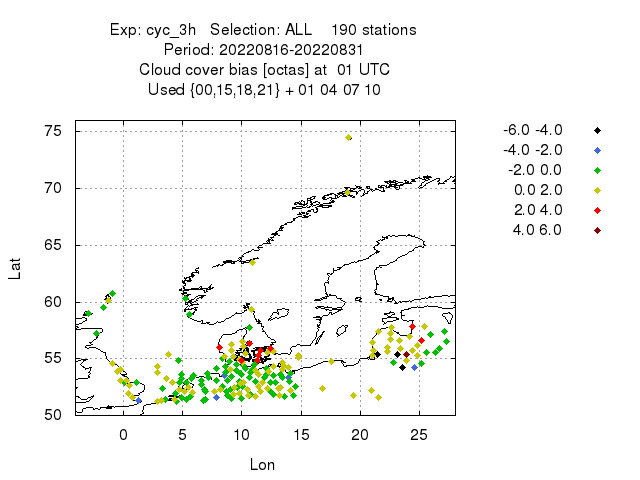 Exp: cyc_3h Selection: ALL 190 stations
Period: 20220816-20220831
Cloud cover bias [octas] at 01 UTC
Used {00,15,18,21} + 01 04 07 10
-6.0 -4.0
-4.0 -2.0
-2.0 0.0
0.0 2.0
2.0 4.0
4.0 6.0
Lat
75
70
65
60
55
50
0 5 10 15 20 25
Lon